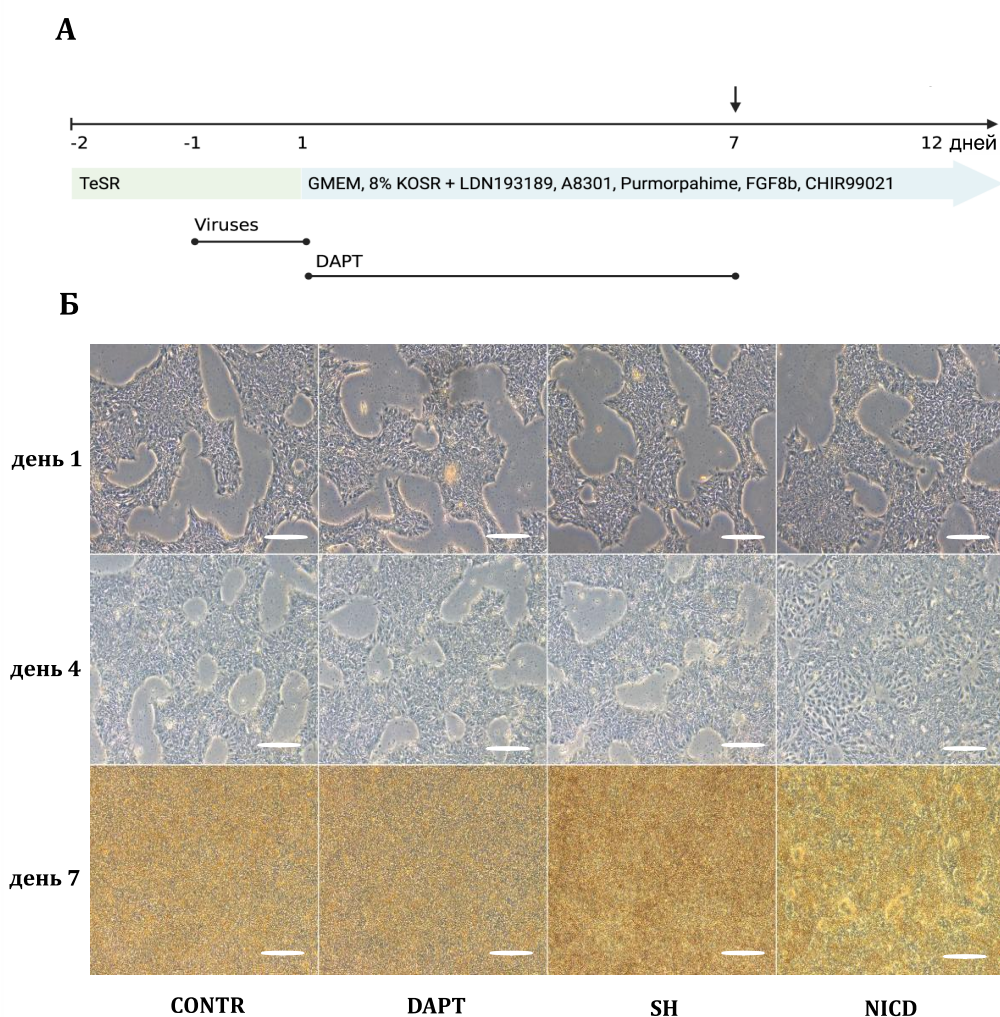 А
-2 -1 1 7 12 дней
TeSR
GMEM, 8% KOSR + LDN193189, A8301, Purmorpahime, FGF8b, CHIR99021
Viruses
DAPT
Б
день 1
день 4
день 7
CONTR DAPT SH NICD